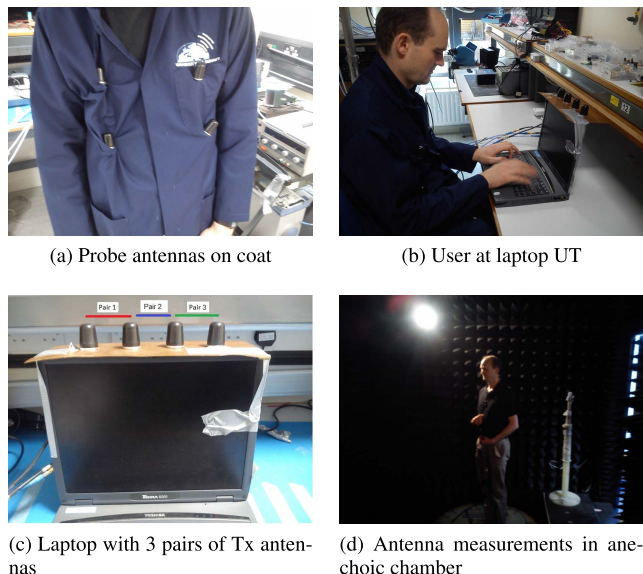 (a) Probe antennas on coat
(b) User at laptop UT
12
Pair 1 Pair 2 Pair 3
TOSHIBA
(c) Laptop with 3 pairs of Tx anten-
nas
(d) Antenna measurements in ane-
choic chamber